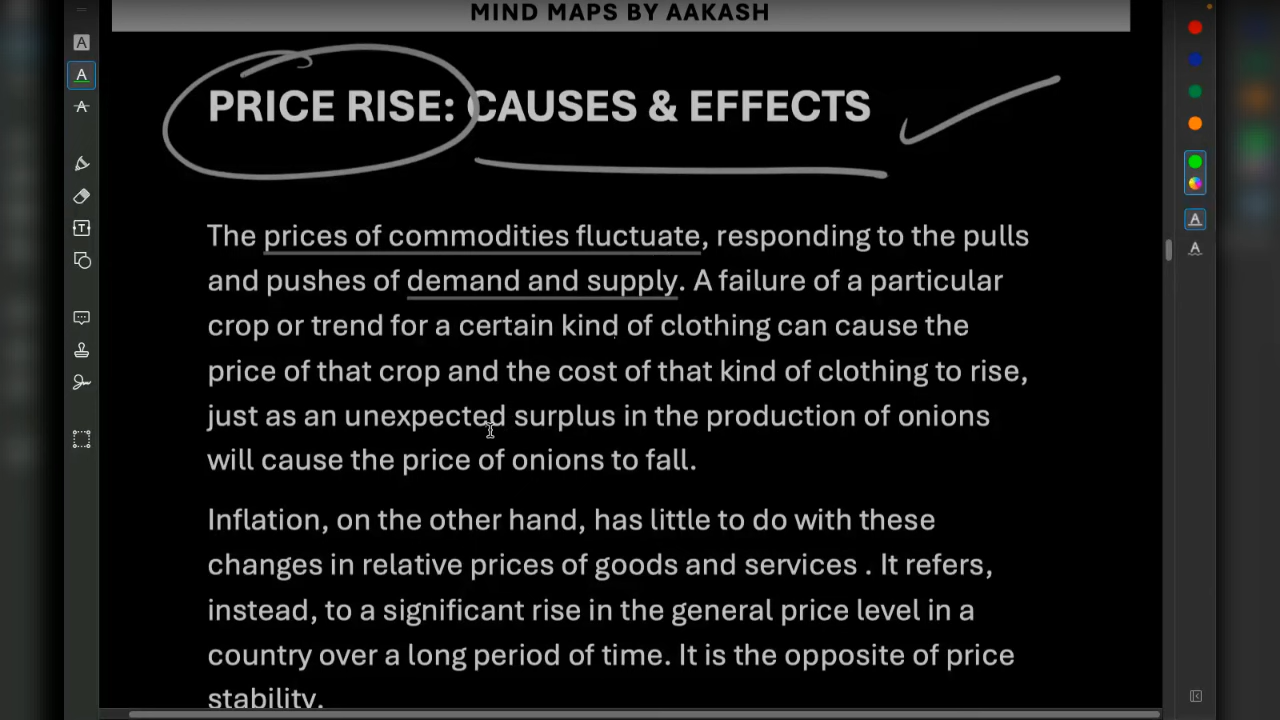 MIND MAPS BY AAKASH
PRICE RISE: CAUSES & EFFECTS
The prices of commodities fluctuate, responding to the pulls
and pushes of demand and supply. A failure of a particular
crop or trend for a certain kind of clothing can cause the
price of that crop and the cost of that kind of clothing to rise,
just as an unexpected surplus in the production of onions
will cause the price of onions to fall.
Inflation, on the other hand, has little to do with these
changes in relative prices of goods and services . It refers,
instead, to a significant rise in the general price level in a
country over a long period of time. It is the opposite of price
stability.